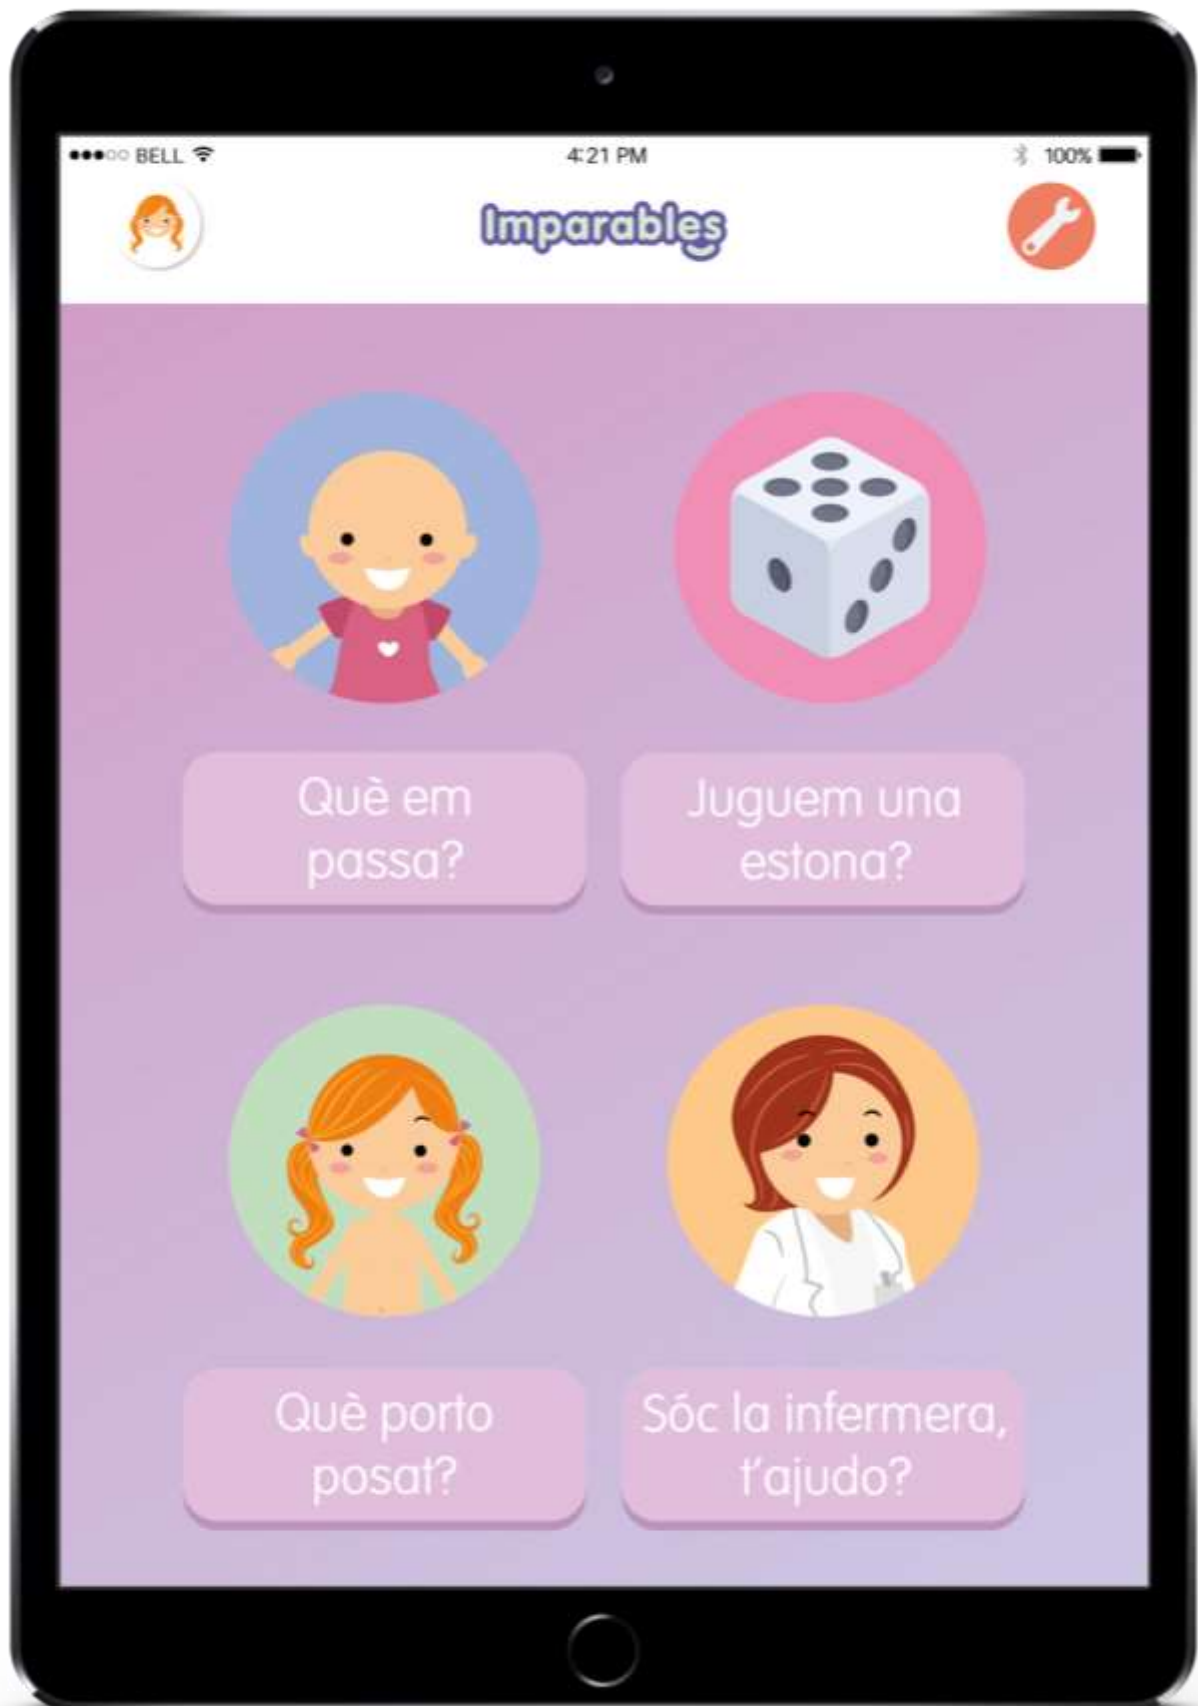 BELL
4:21 PM
100%
Imparables
Què em
passa?
Juguem una
estona?
Què porto
posat?
Sóc la infermera,
t'ajudo?